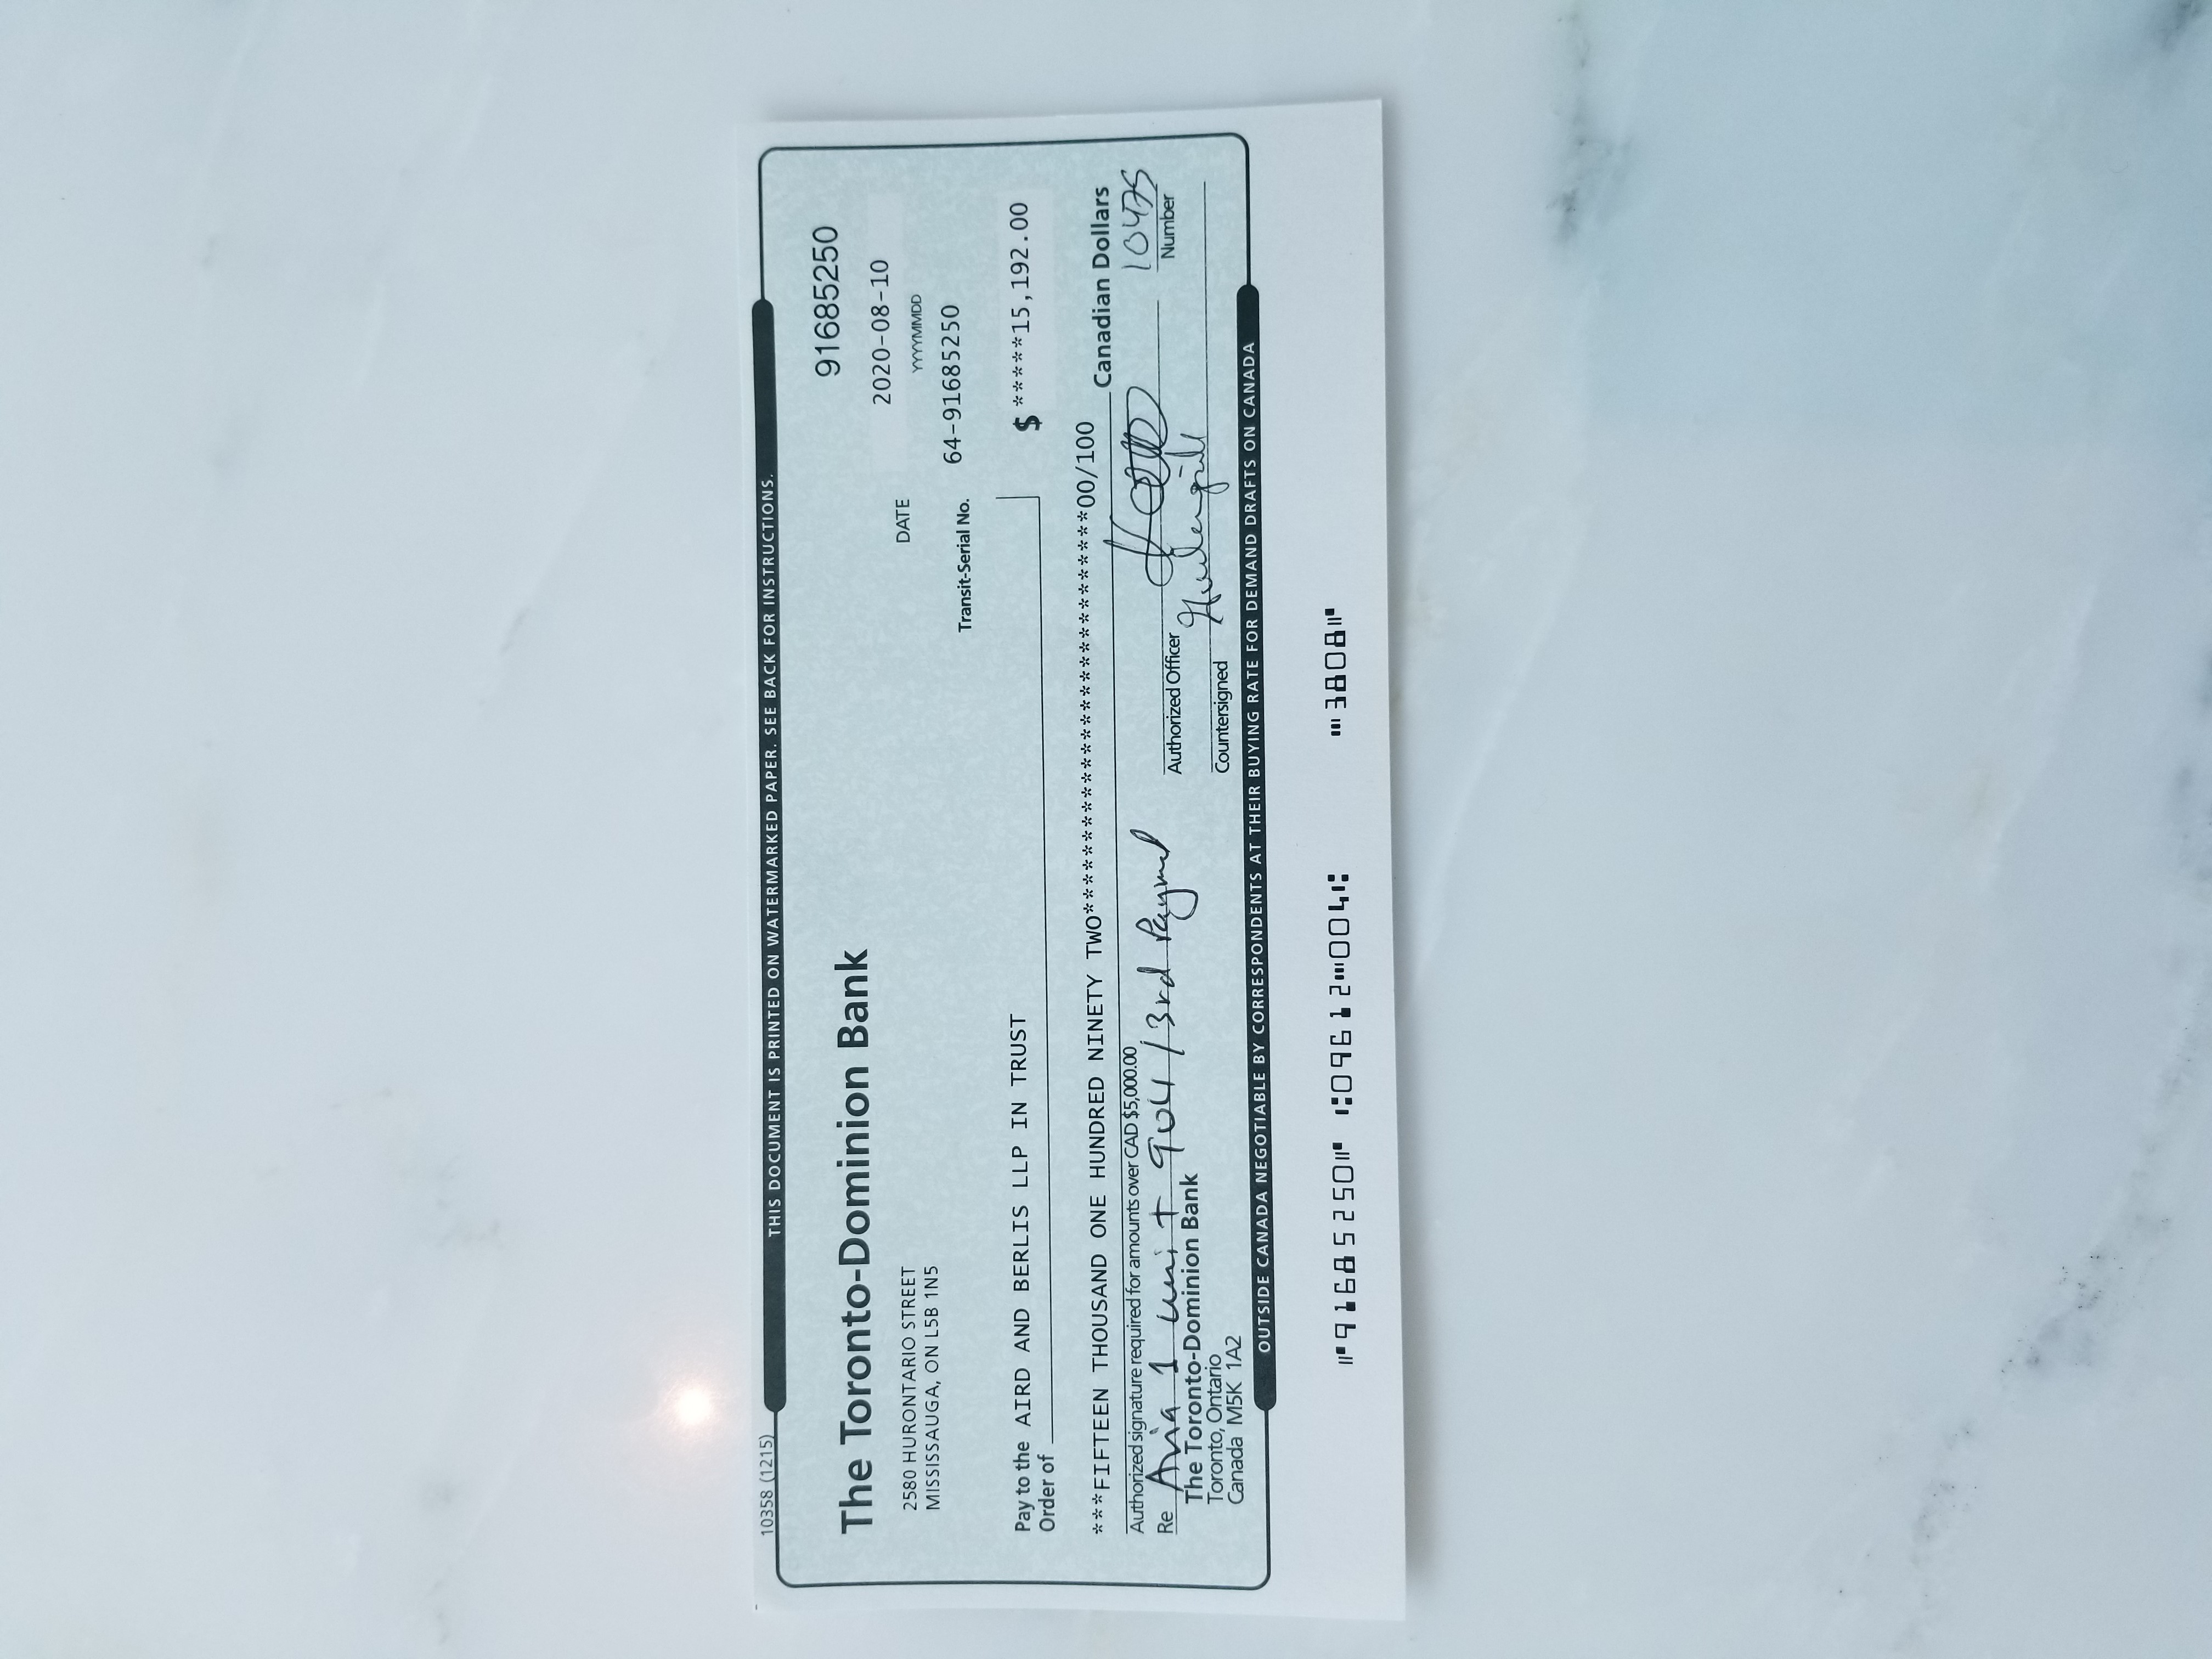 10358 (1215)
THIS DOCUMENT IS PRINTED ON WATERMARKED PAPER. SEE BACK FOR INSTRUCTIONS.
The Toronto-Dominion Bank
91685250
2580 HURONTARIO STREET
MISSISSAUGA, ON L5B 1N5
DATE 2020-08-10
YYYYMMDD
Transit-Serial No. 64-91685250
Pay to the Order of AIRD AND BERLIS LLP IN TRUST
$ ******15,192.00
***FIFTEEN THOUSAND ONE HUNDRED NINETY TWO******************************00/100 Canadian Dollars
Authorized signature required for amounts over CAD $5,000.00
Re Avia 1 unit 904 / 3rd Payment
The Toronto-Dominion Bank
Toronto, Ontario
Canada M5K 1A2
Authorized Officer
Number
Countersigned
OUTSIDE CANADA NEGOTIABLE BY CORRESPONDENTS AT THEIR BUYING RATE FOR DEMAND DRAFTS ON CANADA
⑈91685250⑈ ⑆09612⑉004⑆ ⑉3808⑈